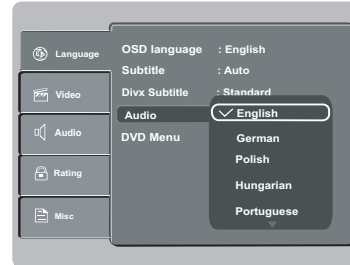 Language
Video
Audio
Rating
Misc
OSD language : English
Subtitle : Auto
Divx Subtitle : Standard
Audio
DVD Menu
English
German
Polish
Hungarian
Portuguese